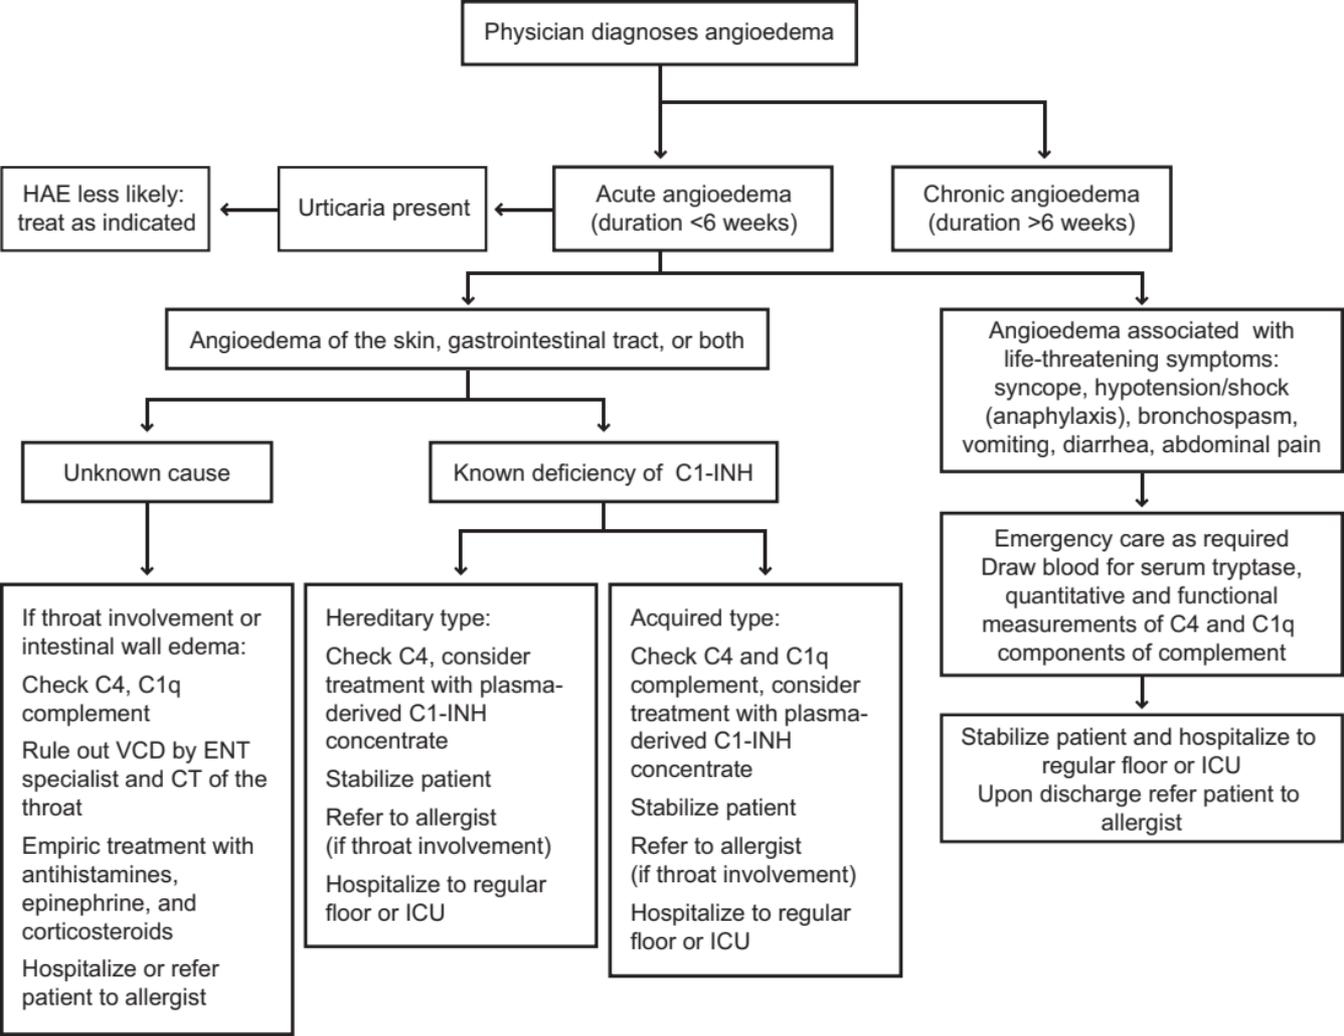 Physician diagnoses angioedema
HAE less likely:
treat as indicated
Urticaria present
Acute angioedema
(duration <6 weeks)
Chronic angioedema
(duration >6 weeks)
Angioedema of the skin, gastrointestinal tract, or both
Angioedema associated with
life-threatening symptoms:
syncope, hypotension/shock
(anaphylaxis), bronchospasm,
vomiting, diarrhea, abdominal pain
Unknown cause
Known deficiency of C1-INH
Emergency care as required
Draw blood for serum tryptase,
quantitative and functional
measurements of C4 and C1q
components of complement
If throat involvement or
intestinal wall edema:
Check C4, C1q
complement
Rule out VCD by ENT
specialist and CT of the
throat
Empiric treatment with
antihistamines,
epinephrine, and
corticosteroids
Hospitalize or refer
patient to allergist
Hereditary type:
Check C4, consider
treatment with plasma-
derived C1-INH
concentrate
Stabilize patient
Refer to allergist
(if throat involvement)
Hospitalize to regular
floor or ICU
Acquired type:
Check C4 and C1q
complement, consider
treatment with plasma-
derived C1-INH
concentrate
Stabilize patient
Refer to allergist
(if throat involvement)
Hospitalize to regular
floor or ICU
Stabilize patient and hospitalize to
regular floor or ICU
Upon discharge refer patient to
allergist